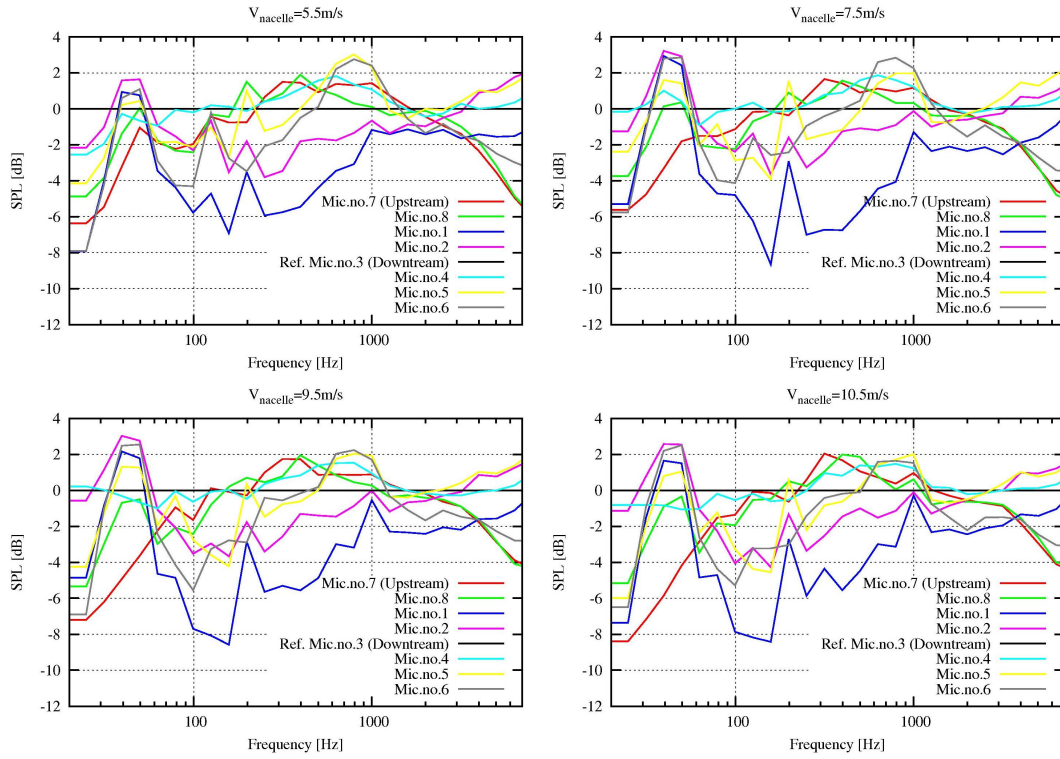 V nacelle=5.5m/s
4
2
0
-2
-4
-6
-8
-10
-12
SPL [dB]
Mic.no.7 (Upstream)
Mic.no.8
Mic.no.1
Mic.no.2
Ref. Mic.no.3 (Downtream)
Mic.no.4
Mic.no.5
Mic.no.6
100
1000
Frequency [Hz]
V nacelle=7.5m/s
4
2
0
-2
-4
-6
-8
-10
-12
SPL [dB]
Mic.no.7 (Upstream)
Mic.no.8
Mic.no.1
Mic.no.2
Ref. Mic.no.3 (Downtream)
Mic.no.4
Mic.no.5
Mic.no.6
100
1000
Frequency [Hz]
V nacelle=9.5m/s
4
2
0
-2
-4
-6
-8
-10
-12
SPL [dB]
Mic.no.7 (Upstream)
Mic.no.8
Mic.no.1
Mic.no.2
Ref. Mic.no.3 (Downtream)
Mic.no.4
Mic.no.5
Mic.no.6
100
1000
Frequency [Hz]
V nacelle=10.5m/s
4
2
0
-2
-4
-6
-8
-10
-12
SPL [dB]
Mic.no.7 (Upstream)
Mic.no.8
Mic.no.1
Mic.no.2
Ref. Mic.no.3 (Downtream)
Mic.no.4
Mic.no.5
Mic.no.6
100
1000
Frequency [Hz]